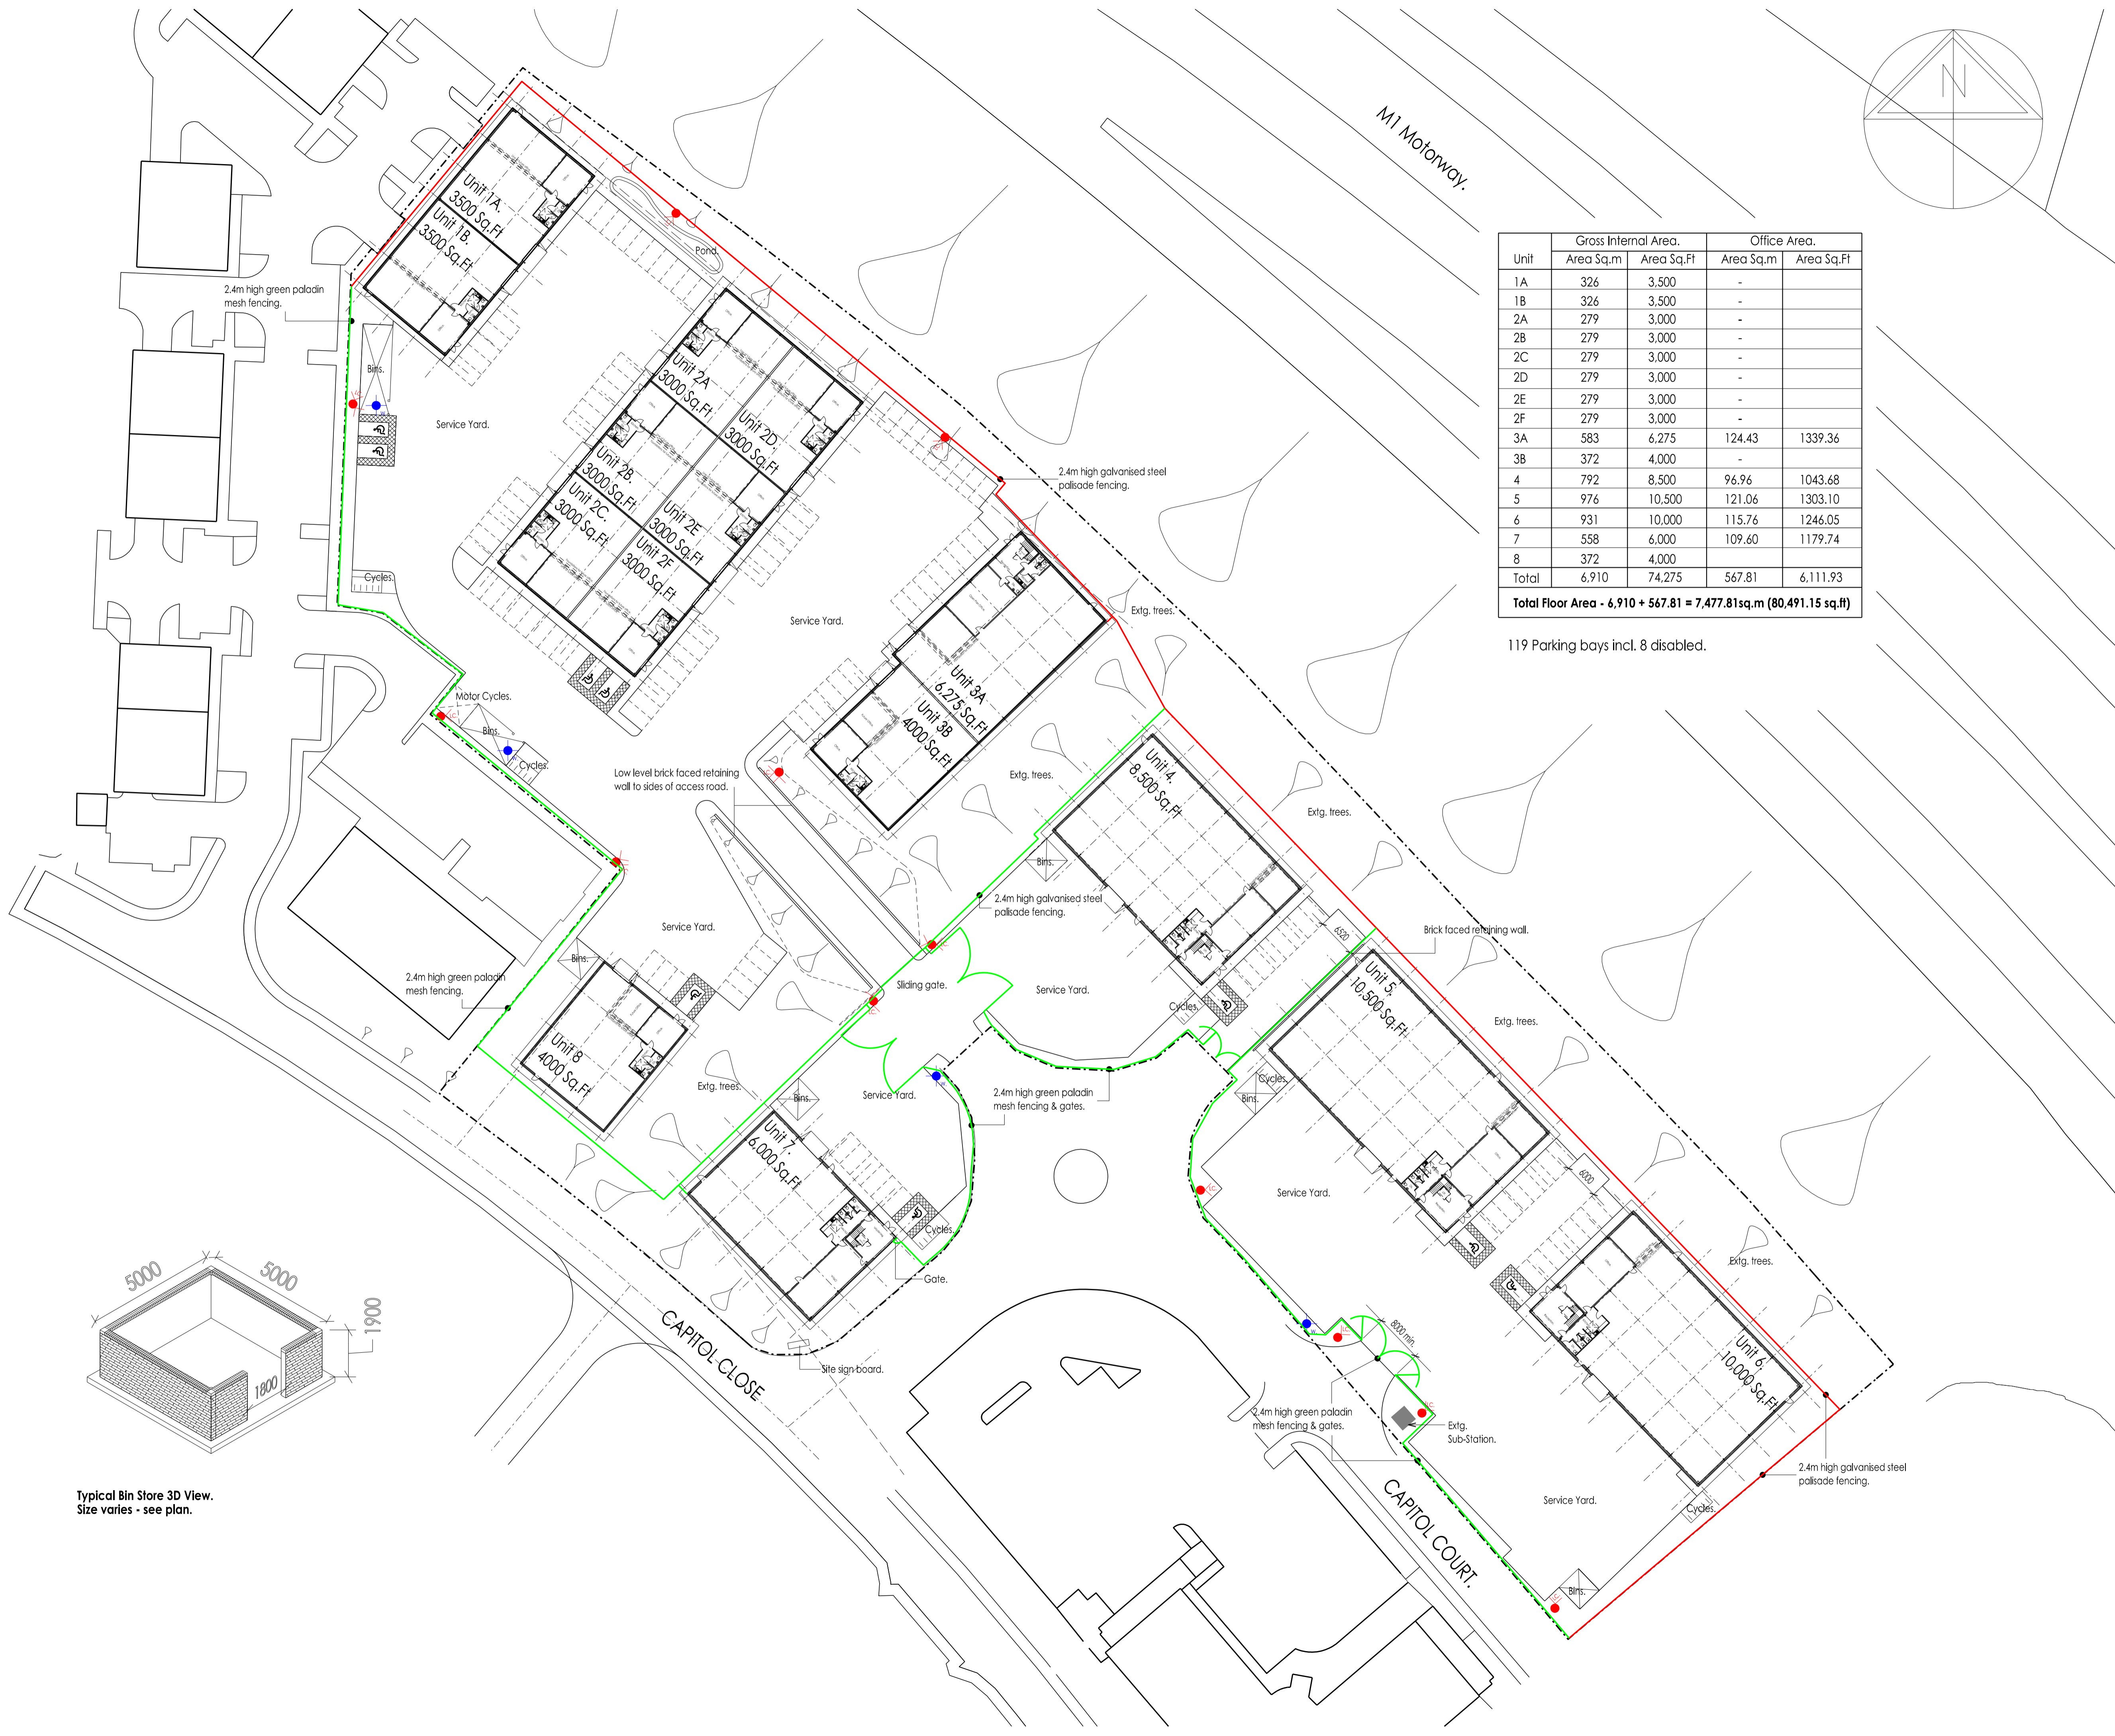 N
M1 Motorway.
Gross Internal Area. Office Area.
Unit Area Sq.m Area Sq.Ft Area Sq.m Area Sq.Ft
1A 326 3,500 -
1B 326 3,500 -
2A 279 3,000 -
2B 279 3,000 -
2C 279 3,000 -
2D 279 3,000 -
2E 279 3,000 -
2F 279 3,000 -
3A 583 6,275 124.43 1339.36
3B 372 4,000 -
4 792 8,500 96.96 1043.68
5 976 10,500 121.06 1303.10
6 931 10,000 115.76 1246.05
7 558 6,000 109.60 1179.74
8 372 4,000
Total 6,910 74,275 567.81 6,111.93
Total Floor Area - 6,910 + 567.81 = 7,477.81sq.m (80,491.15 sq.ft)
119 Parking bays incl. 8 disabled.
Unit 1A.
3500 Sq.Ft
Unit 1B.
3500 Sq.Ft
Pond.
2.4m high green paladin
mesh fencing.
Bins.
Service Yard.
Cycles.
Unit 2A
3000 Sq.Ft
Unit 2D.
3000 Sq.Ft
Unit 2B.
3000 Sq.Ft
Unit 2C.
3000 Sq.Ft
Unit 2E
3000 Sq.Ft
Unit 2F
3000 Sq.Ft
2.4m high galvanised steel
palisade fencing.
Extg. trees.
Service Yard.
Unit 3A
6,275 Sq.Ft
Unit 3B
4000 Sq.Ft
Motor Cycles.
Bins.
Cycles.
Low level brick faced retaining
wall to sides of access road.
Extg. trees.
Unit 4.
8,500 Sq.Ft
Extg. trees.
Bins.
2.4m high galvanised steel
palisade fencing.
Service Yard.
6520
Brick faced retaining wall.
Bins.
2.4m high green paladin
mesh fencing.
Sliding gate.
Service Yard.
Cycles.
Unit 5.
10,500 Sq.Ft
Extg. trees.
Unit 8
4000 Sq.Ft
Extg. trees.
Bins.
Service Yard.
2.4m high green paladin
mesh fencing & gates.
Cycles.
Bins.
Unit 7.
6,000 Sq.Ft
Service Yard.
6000
Cycles.
Gate.
Extg. trees.
5000
5000
1900
1800
CAPITOL CLOSE
Site sign board.
8000 min.
Unit 6.
10,000 Sq.Ft
2.4m high green paladin
mesh fencing & gates.
Extg.
Sub-Station.
2.4m high galvanised steel
palisade fencing.
Typical Bin Store 3D View.
Size varies - see plan.
CAPITOL COURT.
Service Yard.
Cycles.
Bins.